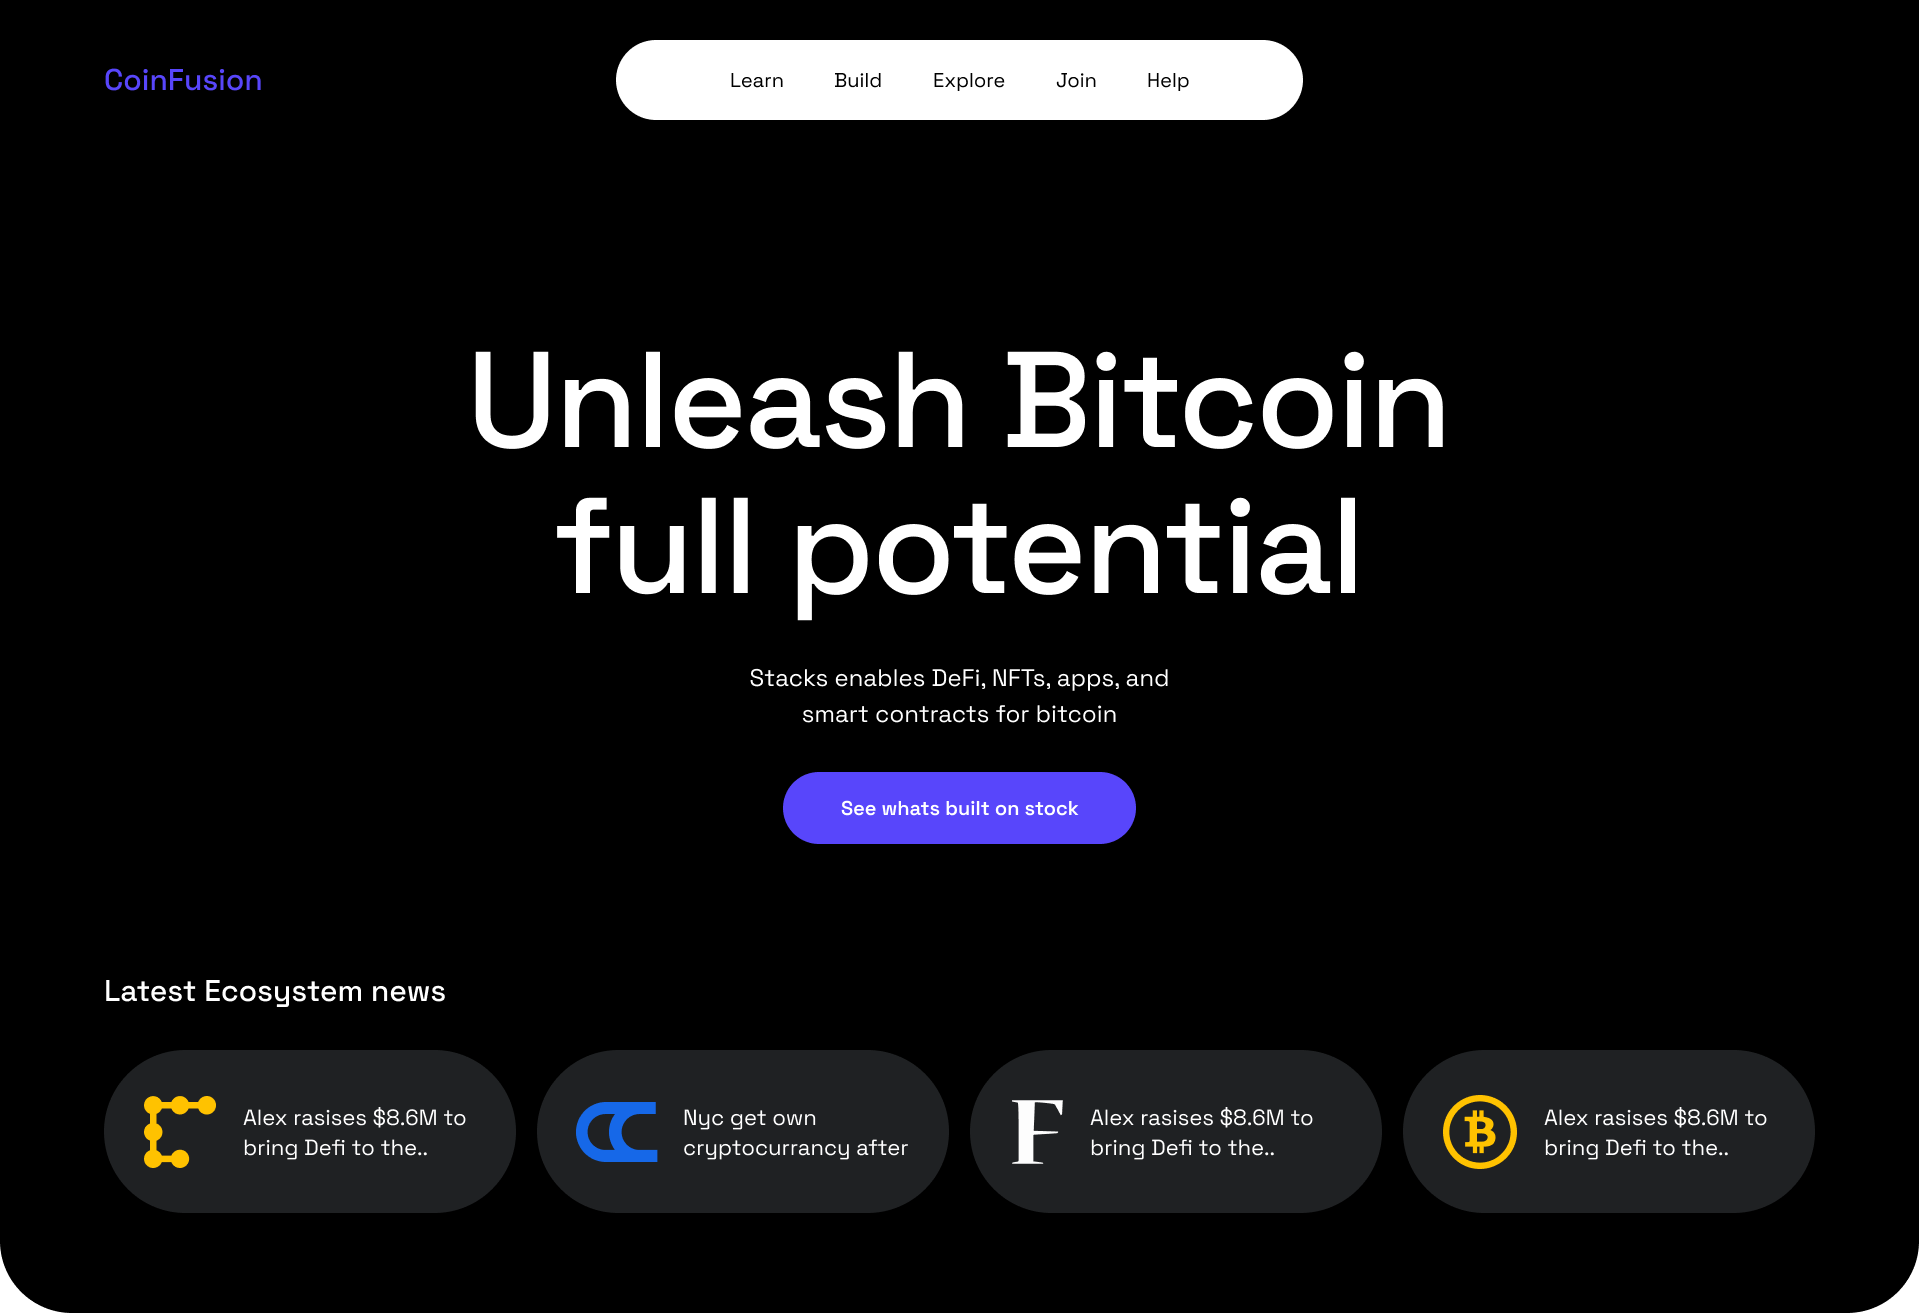 CoinFusion
Learn Build Explore Join Help
Unleash Bitcoin
full potential
Stacks enables DeFi, NFTs, apps, and
smart contracts for bitcoin
See whats built on stock
Latest Ecosystem news
Alex rasises $8.6M to
bring Defi to the..
Nyc get own
cryptocurrancy after
F
Alex rasises $8.6M to
bring Defi to the..
Alex rasises $8.6M to
bring Defi to the..